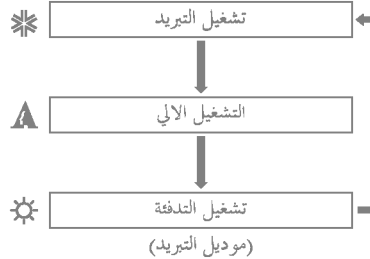 تشغيل التبريد
التشغيل الالي
تشغيل التدفئة
(موديل التبريد)